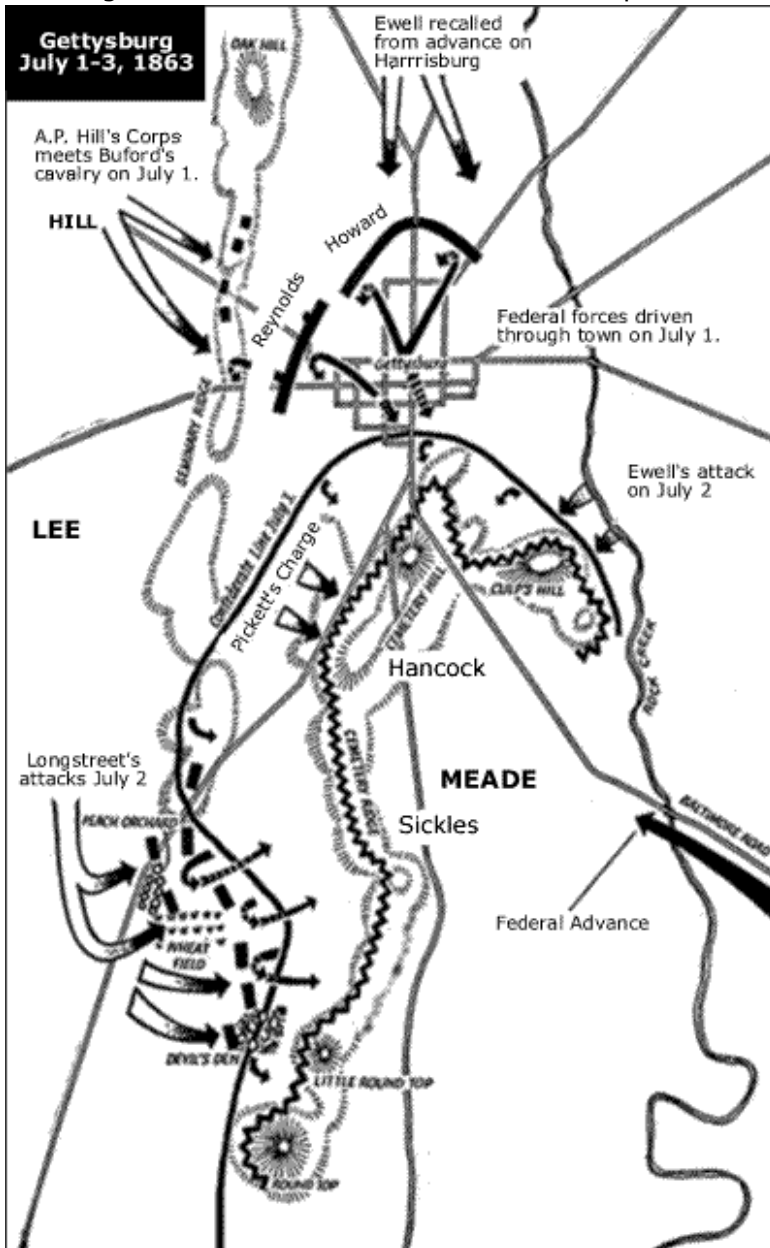 Gettysburg
July 1-3, 1863
OAK HILL
Ewell recalled
from advance on
Harrrisburg
A.P. Hill's Corps
meets Buford's
cavalry on July 1.
HILL
Howard
Reynolds
Federal forces driven
through town on July 1.
Gettysburg
SEMINARY RIDGE
Ewell's attack
on July 2
LEE
Confederate Line July 2
Pickett's Charge
CEMETERY HILL
CULP'S HILL
Hancock
ROCK CREEK
Longstreet's
attacks July 2
CEMETERY RIDGE
MEADE
Sickles
BALTIMORE ROAD
PEACH ORCHARD
Federal Advance
WHEAT
FIELD
DEVIL'S DEN
LITTLE ROUND TOP
ROUND TOP